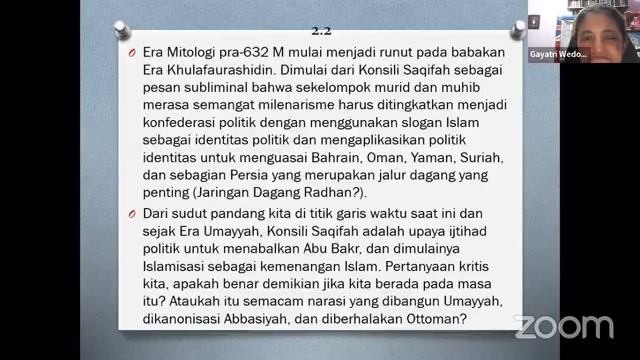 2.2
Era Mitologi pra-632 M mulai menjadi runut pada babakan
Era Khulafaurashidin. Dimulai dari Konsili Saqifah sebagai
pesan subliminal bahwa sekelompok murid dan muhib
merasa semangat milenarisme harus ditingkatkan menjadi
konfederasi politik dengan menggunakan slogan Islam
sebagai identitas politik dan mengaplikasikan politik
identitas untuk menguasai Bahrain, Oman, Yaman, Suriah,
dan sebagian Persia yang merupakan jalur dagang yang
penting (Jaringan Dagang Radhan?).
Dari sudut pandang kita di titik garis waktu saat ini dan
sejak Era Umayyah, Konsili Saqifah adalah upaya ijtihad
politik untuk menabalkan Abu Bakr, dan dimulainya
Islamisasi sebagai kemenangan Islam. Pertanyaan kritis
kita, apakah benar demikian jika kita berada pada masa
itu? Ataukah itu semacam narasi yang dibangun Umayyah,
dikanonisasi Abbasiyah, dan diberhalakan Ottoman?
Gayatri Wedo...
zoom